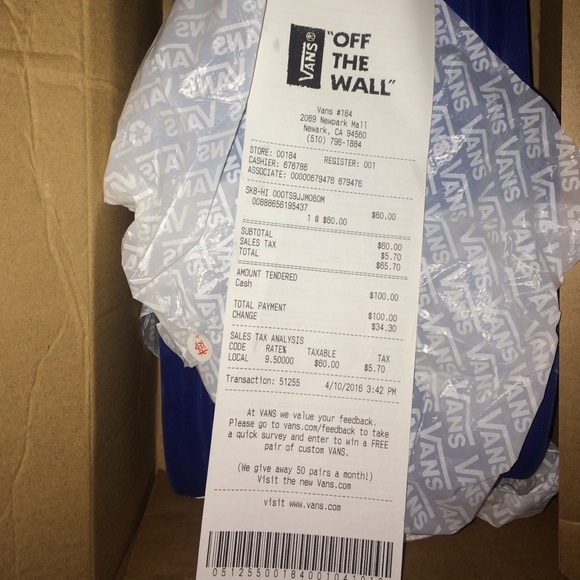 VANS
"OFF
THE
WALL"
Vans #184
2069 Newpark Mall
Newark, CA 94560
(510) 796-1884
STORE: 00184 REGISTER: 001
CASHIER: 676786
ASSOCIATE: 00000679476 679476
SK8-HI 000TS9JJM060M $60.00
00888656195437
1 @ $60.00
SUBTOTAL $60.00
SALES TAX $5.70
TOTAL $65.70
AMOUNT TENDERED
Cash $100.00
TOTAL PAYMENT $100.00
CHANGE $34.30
SALES TAX ANALYSIS
CODE RATE% TAXABLE TAX
LOCAL 9.50000 $60.00 $5.70
Transaction: 51255 4/10/2016 3:42 PM
At VANS we value your feedback.
Please go to vans.com/feedback to take
a quick survey and enter to win a FREE
pair of custom VANS.
(We give away 50 pairs a month!)
Visit the new Vans.com
visit www.vans.com